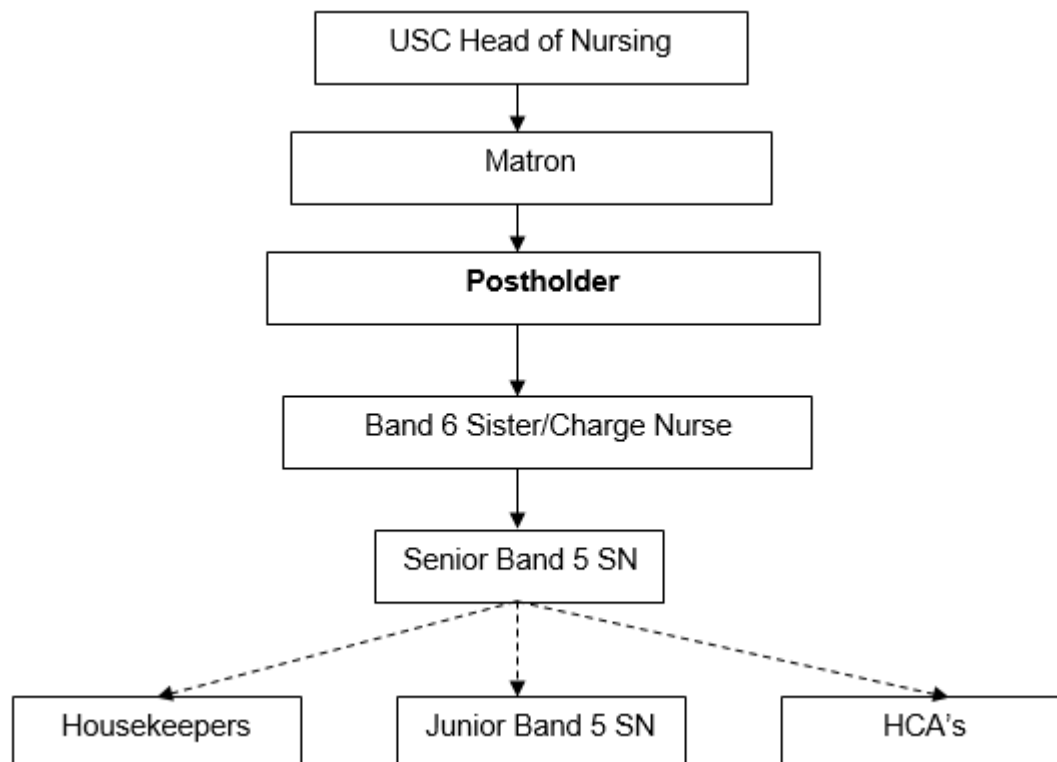 USC Head of Nursing
Matron
Postholder
Band 6 Sister/Charge Nurse
Senior Band 5 SN
Housekeepers
Junior Band 5 SN
HCA's